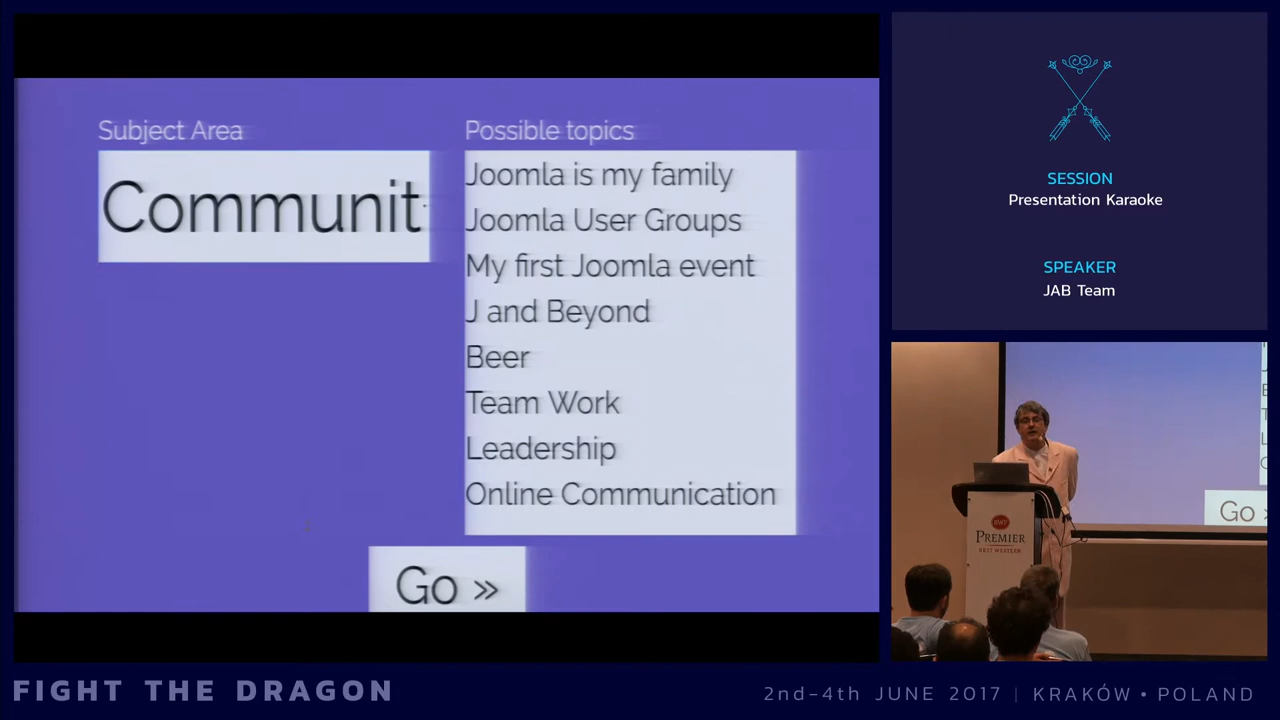 Subject Area
Communit
Possible topics
Joomla is my family
Joomla User Groups
My first Joomla event
J and Beyond
Beer
Team Work
Leadership
Online Communication
Go »
SESSION
Presentation Karaoke
SPEAKER
JAB Team
Go
PREMIER
BEST WESTERN
FIGHT THE DRAGON
2nd-4th JUNE 2017 | KRAKÓW • POLAND